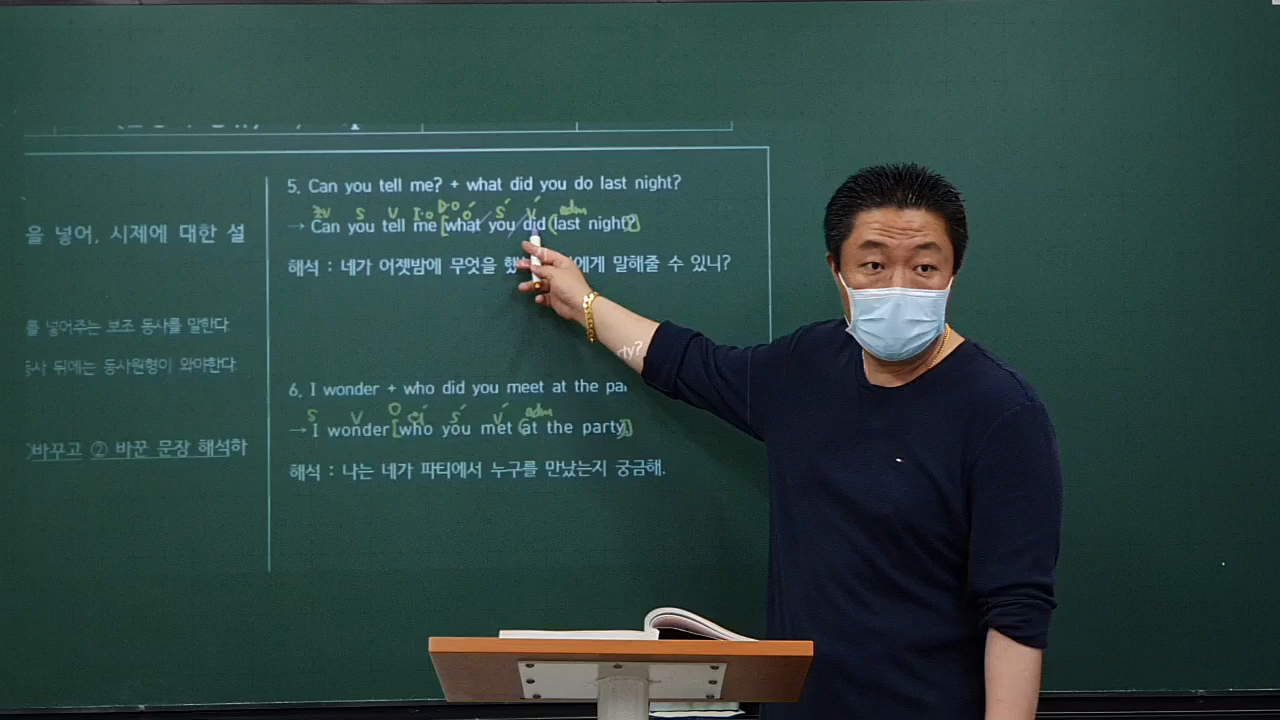 을 넣어, 시제에 대한 설
를 넣어주는 보조 동사를 말한다
동사 뒤에는 동사원형이 와야한다
바꾸고 ② 바꾼 문장 해석하
5. Can you tell me? + what did you do last night?
S V I·O D·O o´ S´ V´ adm
→ Can you tell me [what you did (last night?)]
해석 : 네가 어젯밤에 무엇을 했 에게 말해줄 수 있니?
6. I wonder + who did you meet at the par
rty?
S V O o´ S´ V´ adm
→ I wonder [who you met (at the party.)]
해석 : 나는 네가 파티에서 누구를 만났는지 궁금해.